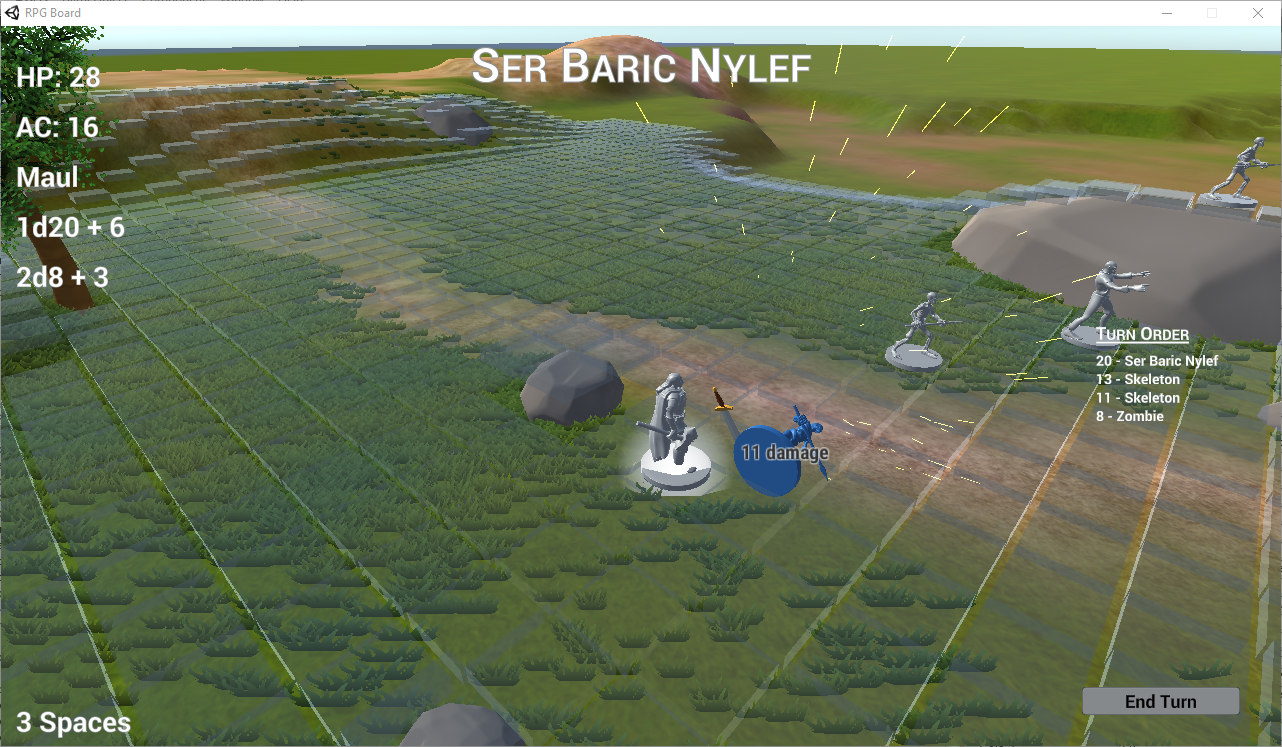 RPG Board
Ser Baric Nylef
HP: 28
AC: 16
Maul
1d20 + 6
2d8 + 3
Turn Order
20 - Ser Baric Nylef
13 - Skeleton
11 - Skeleton
8 - Zombie
11 damage
3 Spaces
End Turn